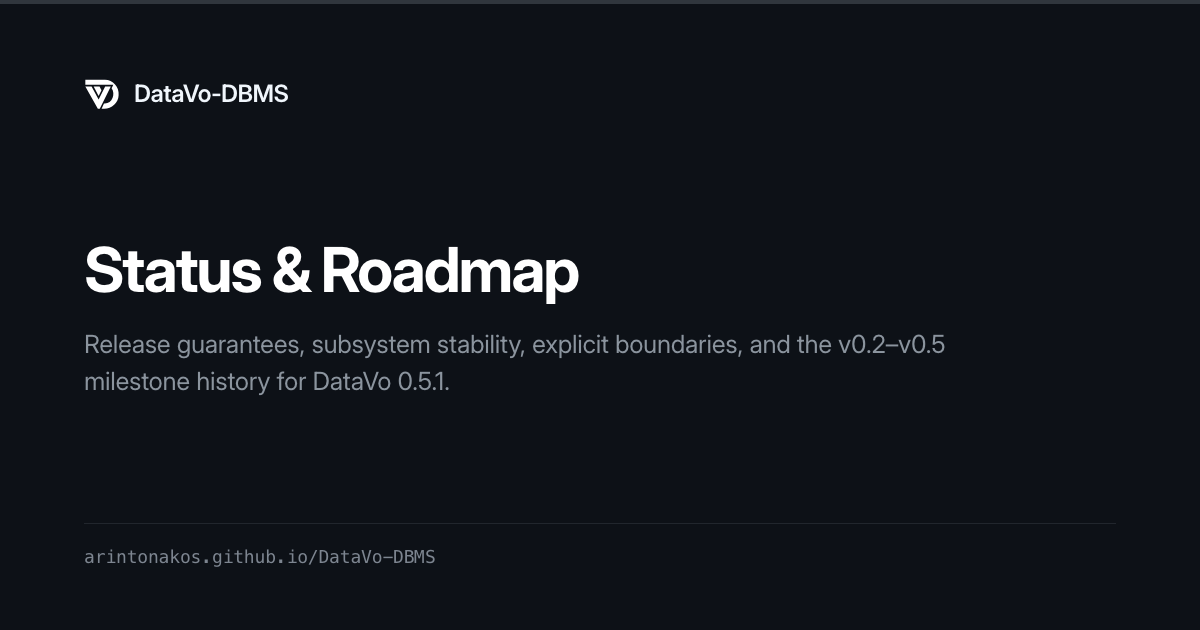 DataVo-DBMS
Status & Roadmap
Release guarantees, subsystem stability, explicit boundaries, and the v0.2–v0.5
milestone history for DataVo 0.5.1.
arintonakos.github.io/DataVo-DBMS